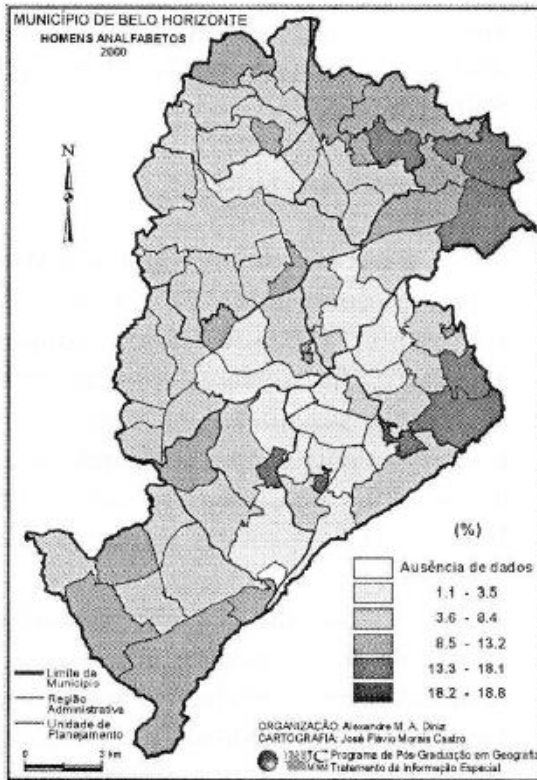 MUNICÍPIO DE BELO HORIZONTE
HOMENS ANALFABETOS
2000
N
(%)
Ausência de dados
1.1 - 3.5
3.6 - 8.4
8.5 - 13.2
13.3 - 18.1
18.2 - 18.8
Limite de
Município
Região
Administrativa
Unidade de
Planejamento
0 3 km
ORGANIZAÇÃO: Alexandre M. A. Diniz
CARTOGRAFIA: José Flávio Morais Castro
Programa de Pós-Graduação em Geografia
Tratamento da Informação Espacial